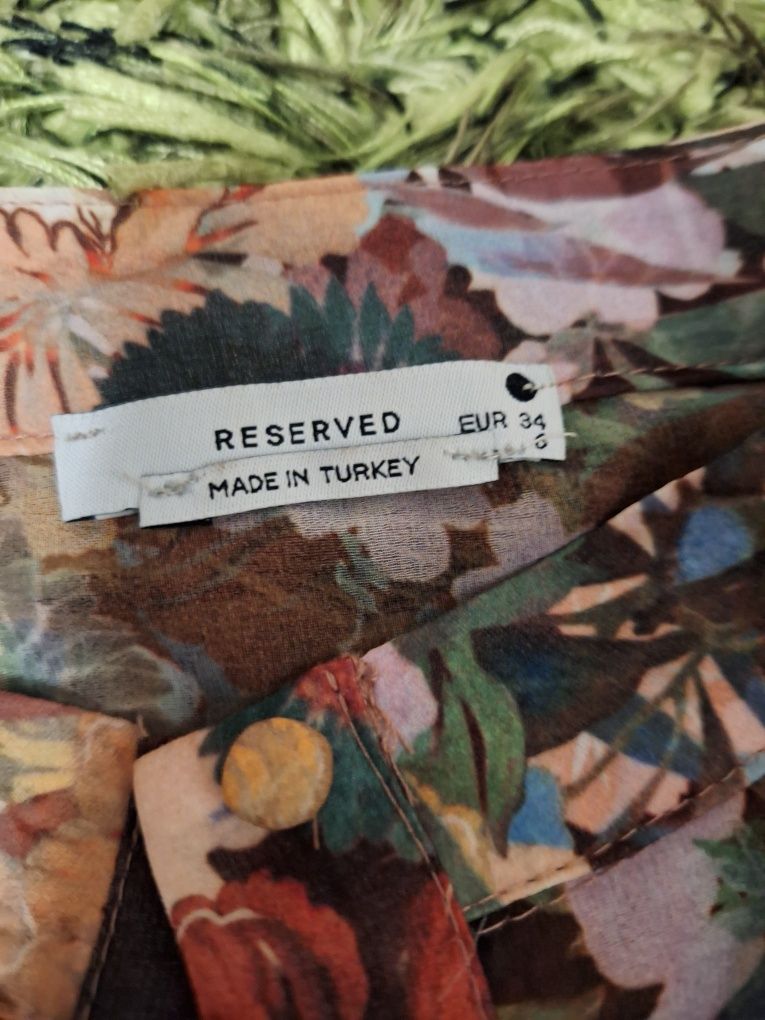 RESERVED
EUR 34
6
MADE IN TURKEY